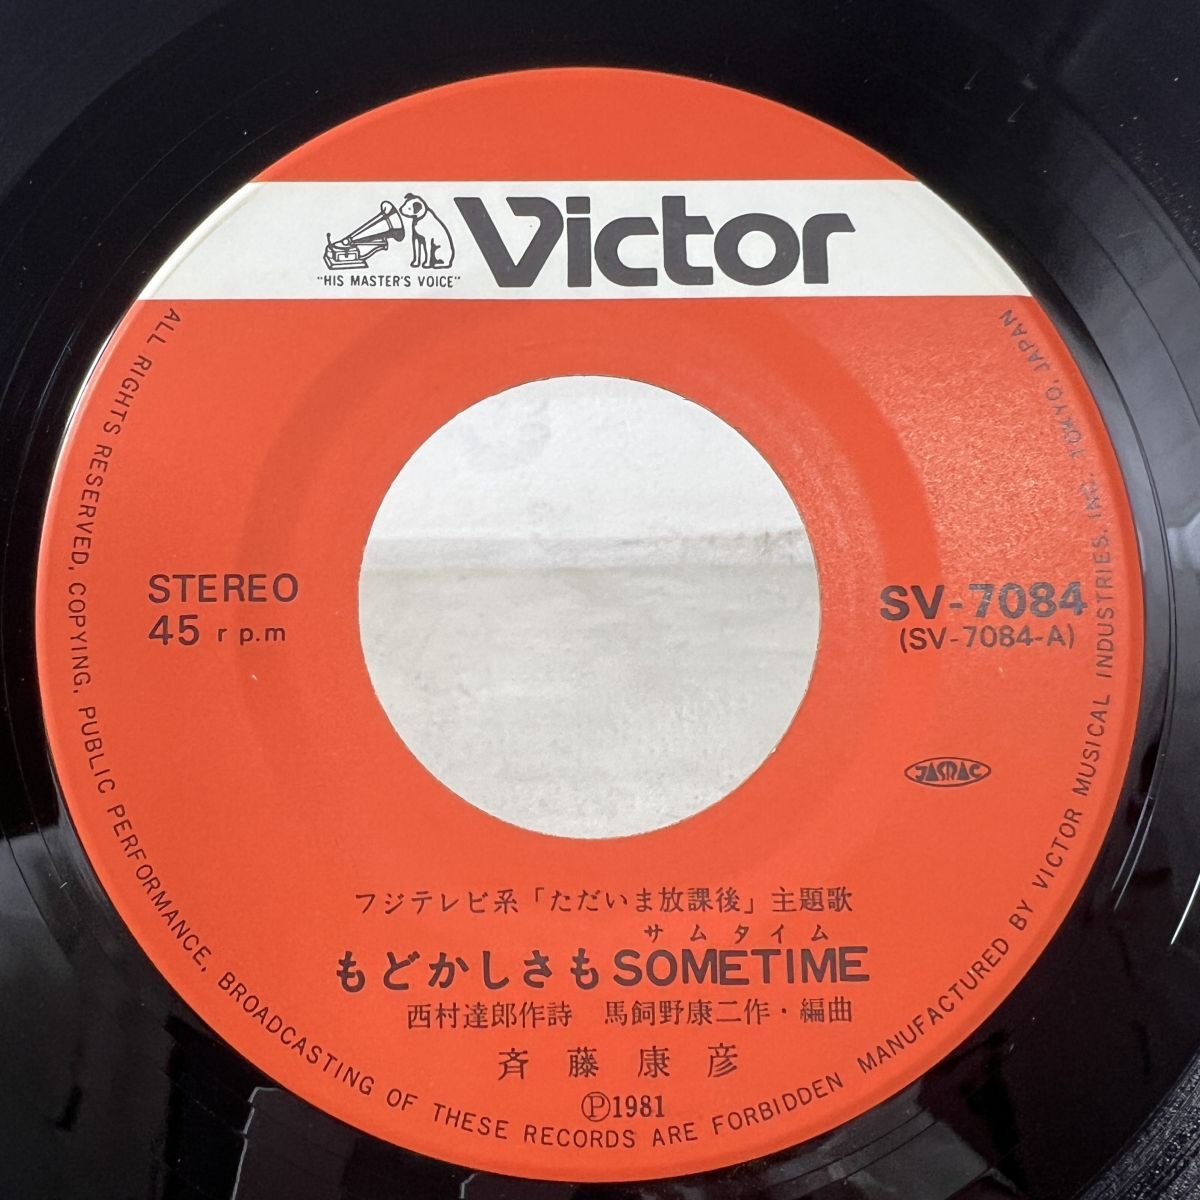 Victor
"HIS MASTER'S VOICE"
STEREO
45 rpm
SV-7084
(SV-7084-A)
JASRAC
フジテレビ系「ただいま放課後」主題歌
サムタイム
もどかしさもSOMETIME
西村達郎作詩 馬飼野康二作・編曲
斉藤康彦
Ⓟ1981
ALL RIGHTS RESERVED, COPYING, PUBLIC PERFORMANCE, BROADCASTING OF THESE RECORDS ARE FORBIDDEN MANUFACTURED BY VICTOR MUSICAL INDUSTRIES, INC. TOKYO, JAPAN